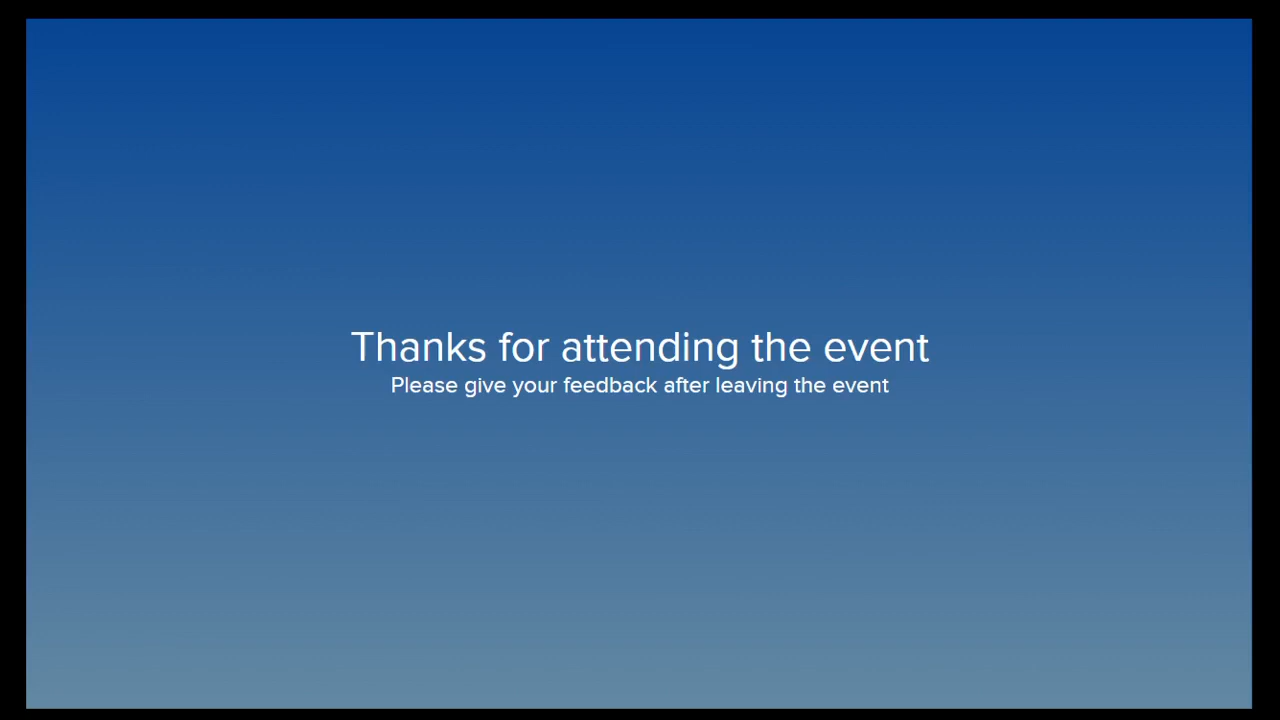 Thanks for attending the event
Please give your feedback after leaving the event